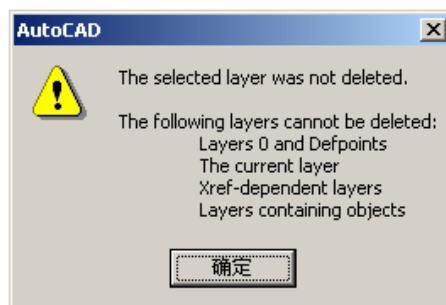 AutoCAD
The selected layer was not deleted.
The following layers cannot be deleted:
Layers 0 and Defpoints
The current layer
Xref-dependent layers
Layers containing objects
确定